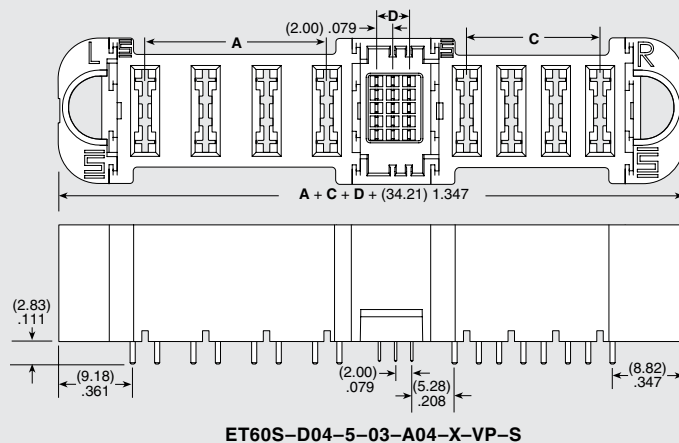 D
(2.00) .079
A
C
L
R
A + C + D + (34.21) 1.347
(2.83)
.111
(9.18)
.361
(2.00)
.079
(5.28)
.208
(8.82)
.347
ET60S–D04–5–03–A04–X–VP–S